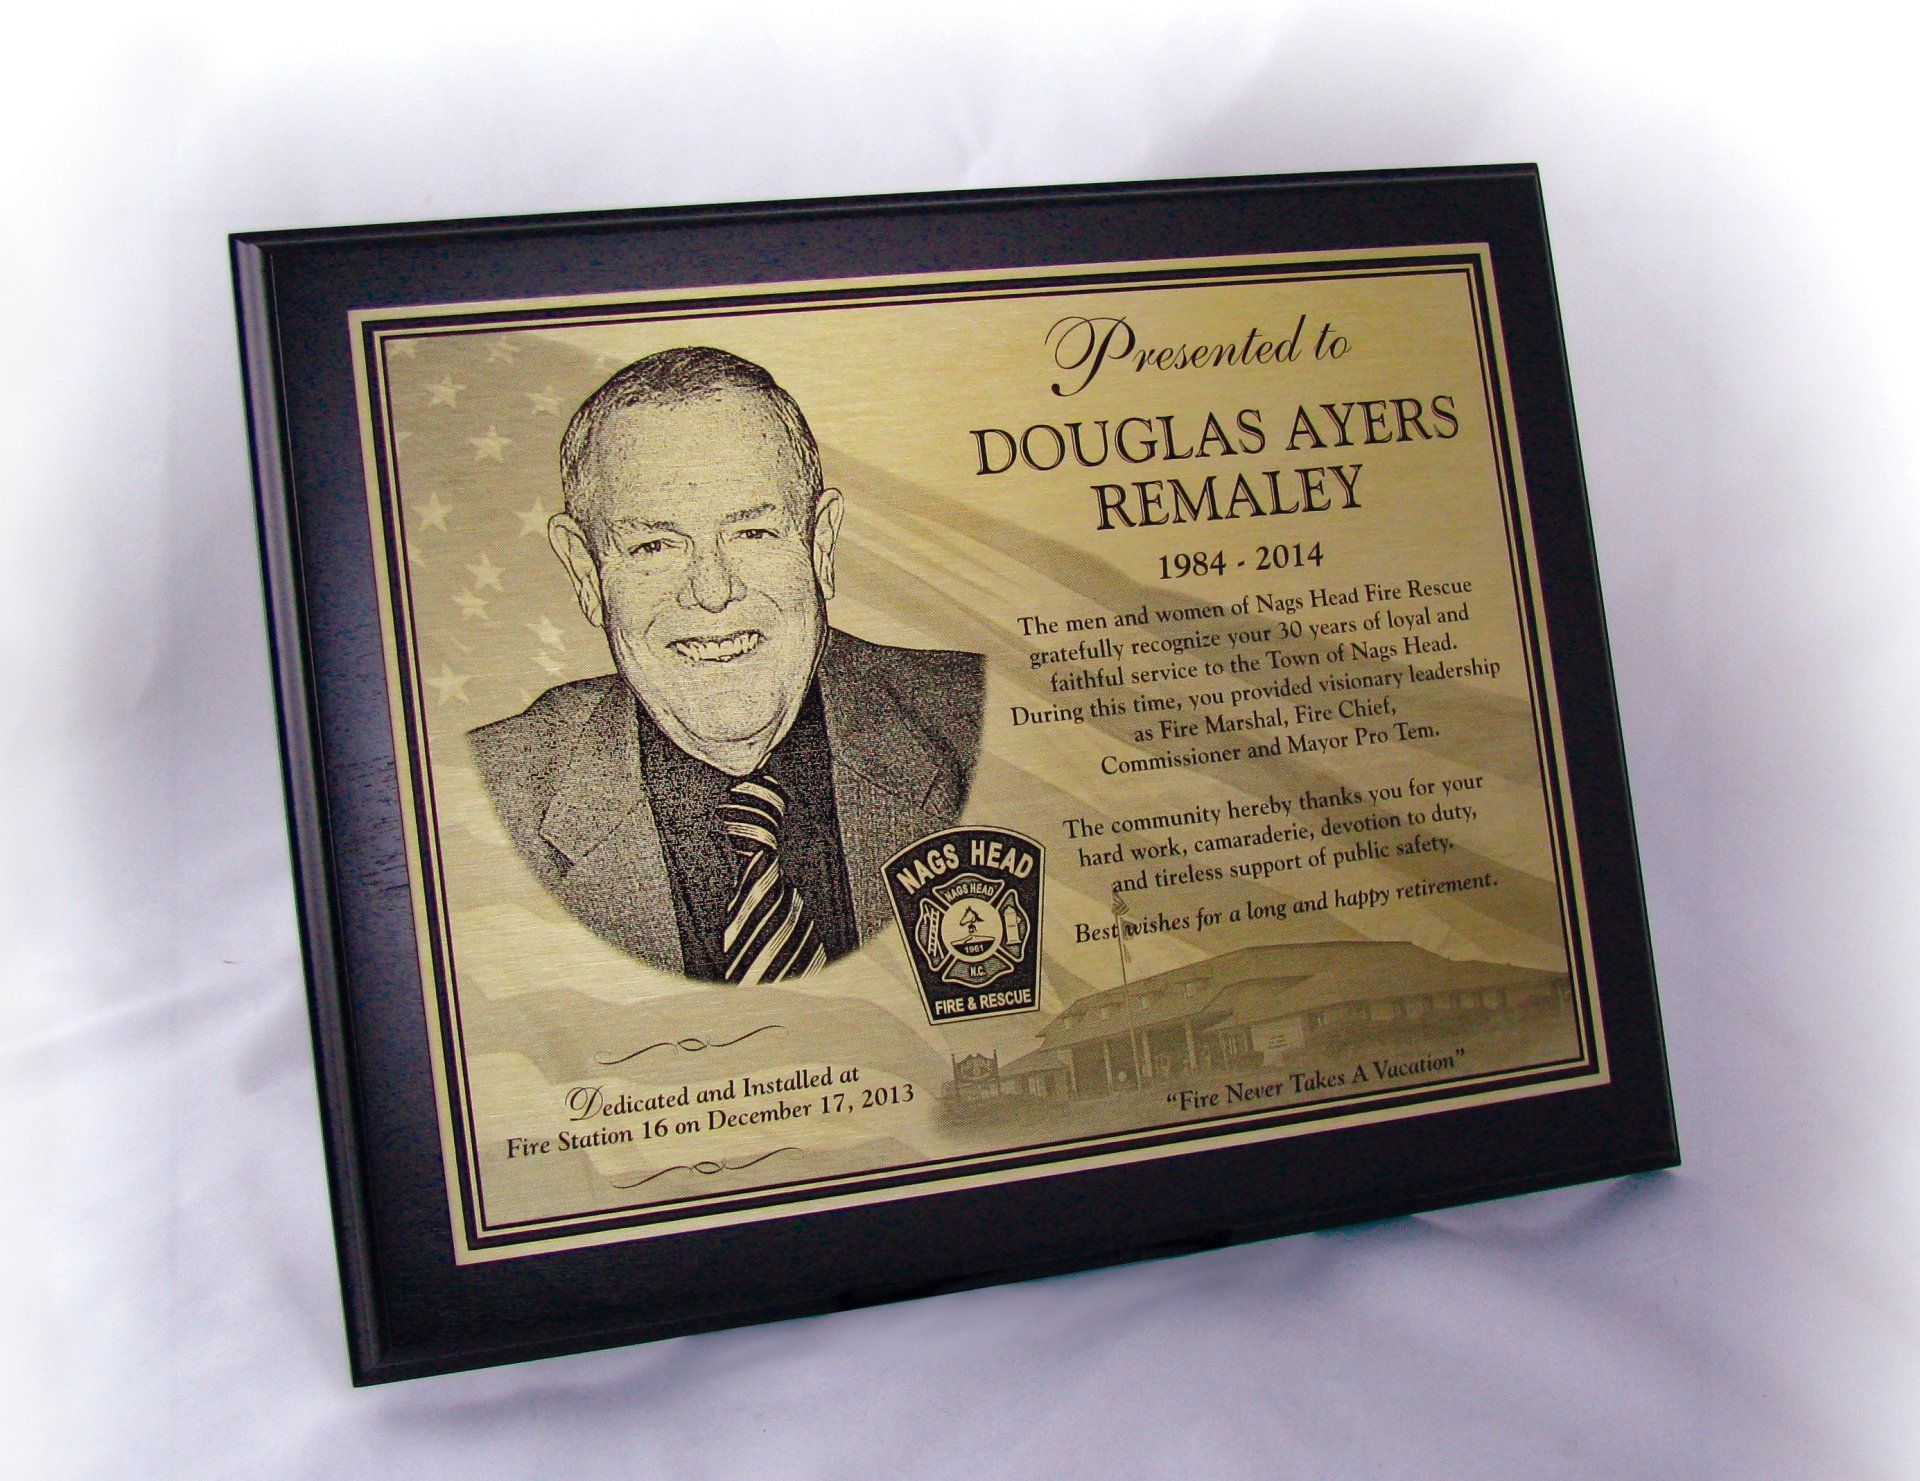 Presented to
DOUGLAS AYERS
REMALEY
1984 - 2014
The men and women of Nags Head Fire Rescue
gratefully recognize your 30 years of loyal and
faithful service to the Town of Nags Head.
During this time, you provided visionary leadership
as Fire Marshal, Fire Chief,
Commissioner and Mayor Pro Tem.
The community hereby thanks you for your
hard work, camaraderie, devotion to duty,
and tireless support of public safety.
Best wishes for a long and happy retirement.
NAGS HEAD
NAGS HEAD
1961
N.C.
FIRE & RESCUE
Dedicated and Installed at
Fire Station 16 on December 17, 2013
"Fire Never Takes A Vacation"